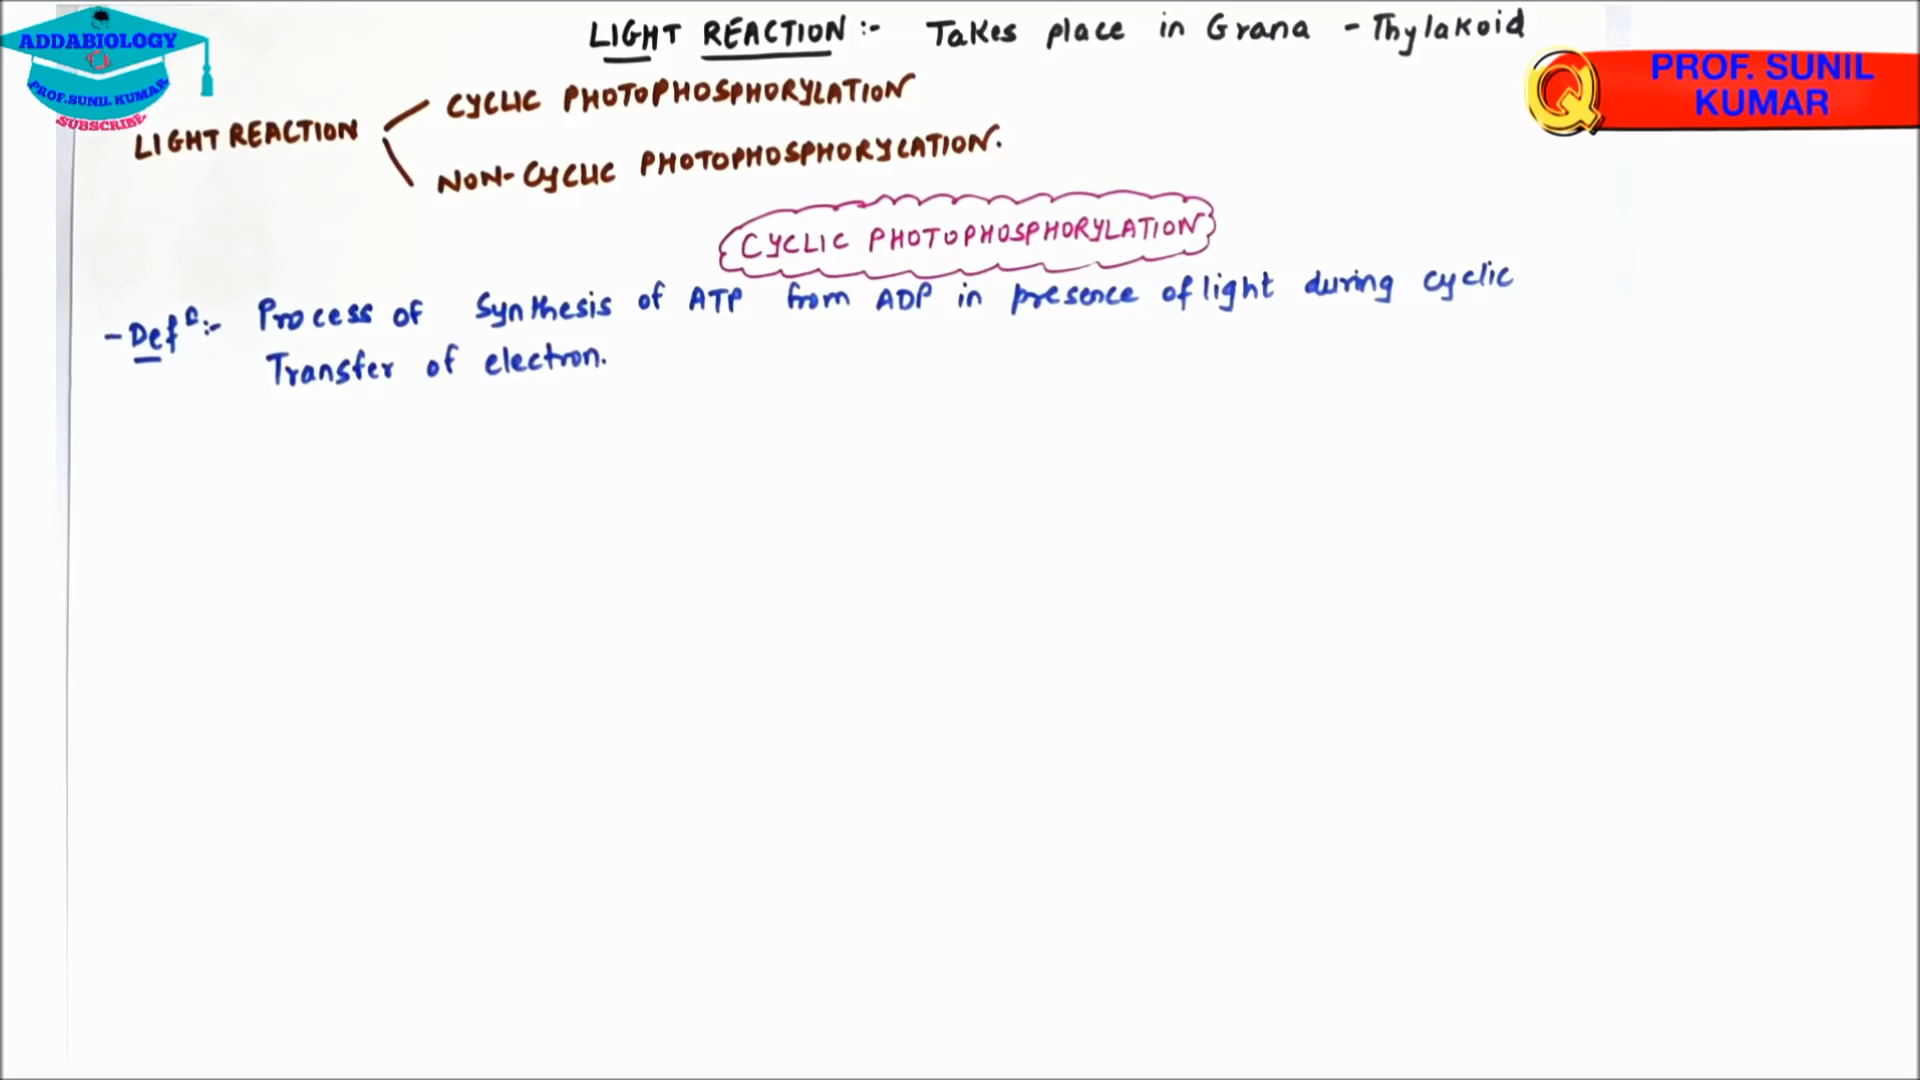 ADDABIOLOGY
PROF.SUNIL KUMAR
SUBSCRIBE
LIGHT REACTION :- Takes place in Grana - Thylakoid
PROF. SUNIL
KUMAR
LIGHT REACTION
CYCLIC PHOTOPHOSPHORYLATION
NON-CYCLIC PHOTOPHOSPHORYLATION.
CYCLIC PHOTOPHOSPHORYLATION
- Defn:- Process of Synthesis of ATP from ADP in presence of light during cyclic
Transfer of electron.